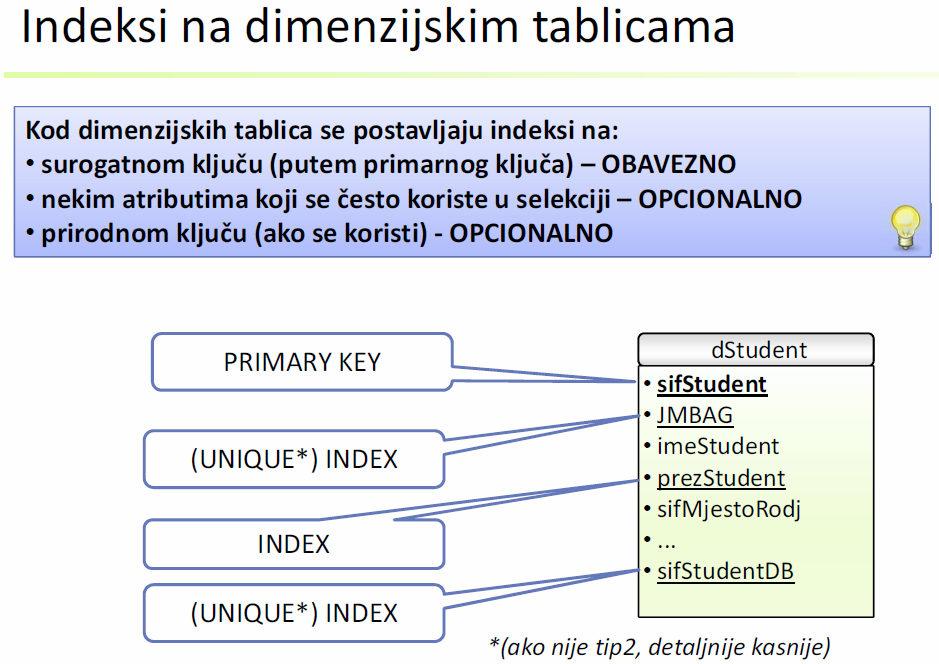 Indeksi na dimenzijskim tablicama
Kod dimenzijskih tablica se postavljaju indeksi na:
• surogatnom ključu (putem primarnog ključa) – OBAVEZNO
• nekim atributima koji se često koriste u selekciji – OPCIONALNO
• prirodnom ključu (ako se koristi) - OPCIONALNO
PRIMARY KEY
(UNIQUE*) INDEX
INDEX
(UNIQUE*) INDEX
dStudent
• sifStudent
• JMBAG
• imeStudent
• prezStudent
• sifMjestoRodj
• ...
• sifStudentDB
*(ako nije tip2, detaljnije kasnije)